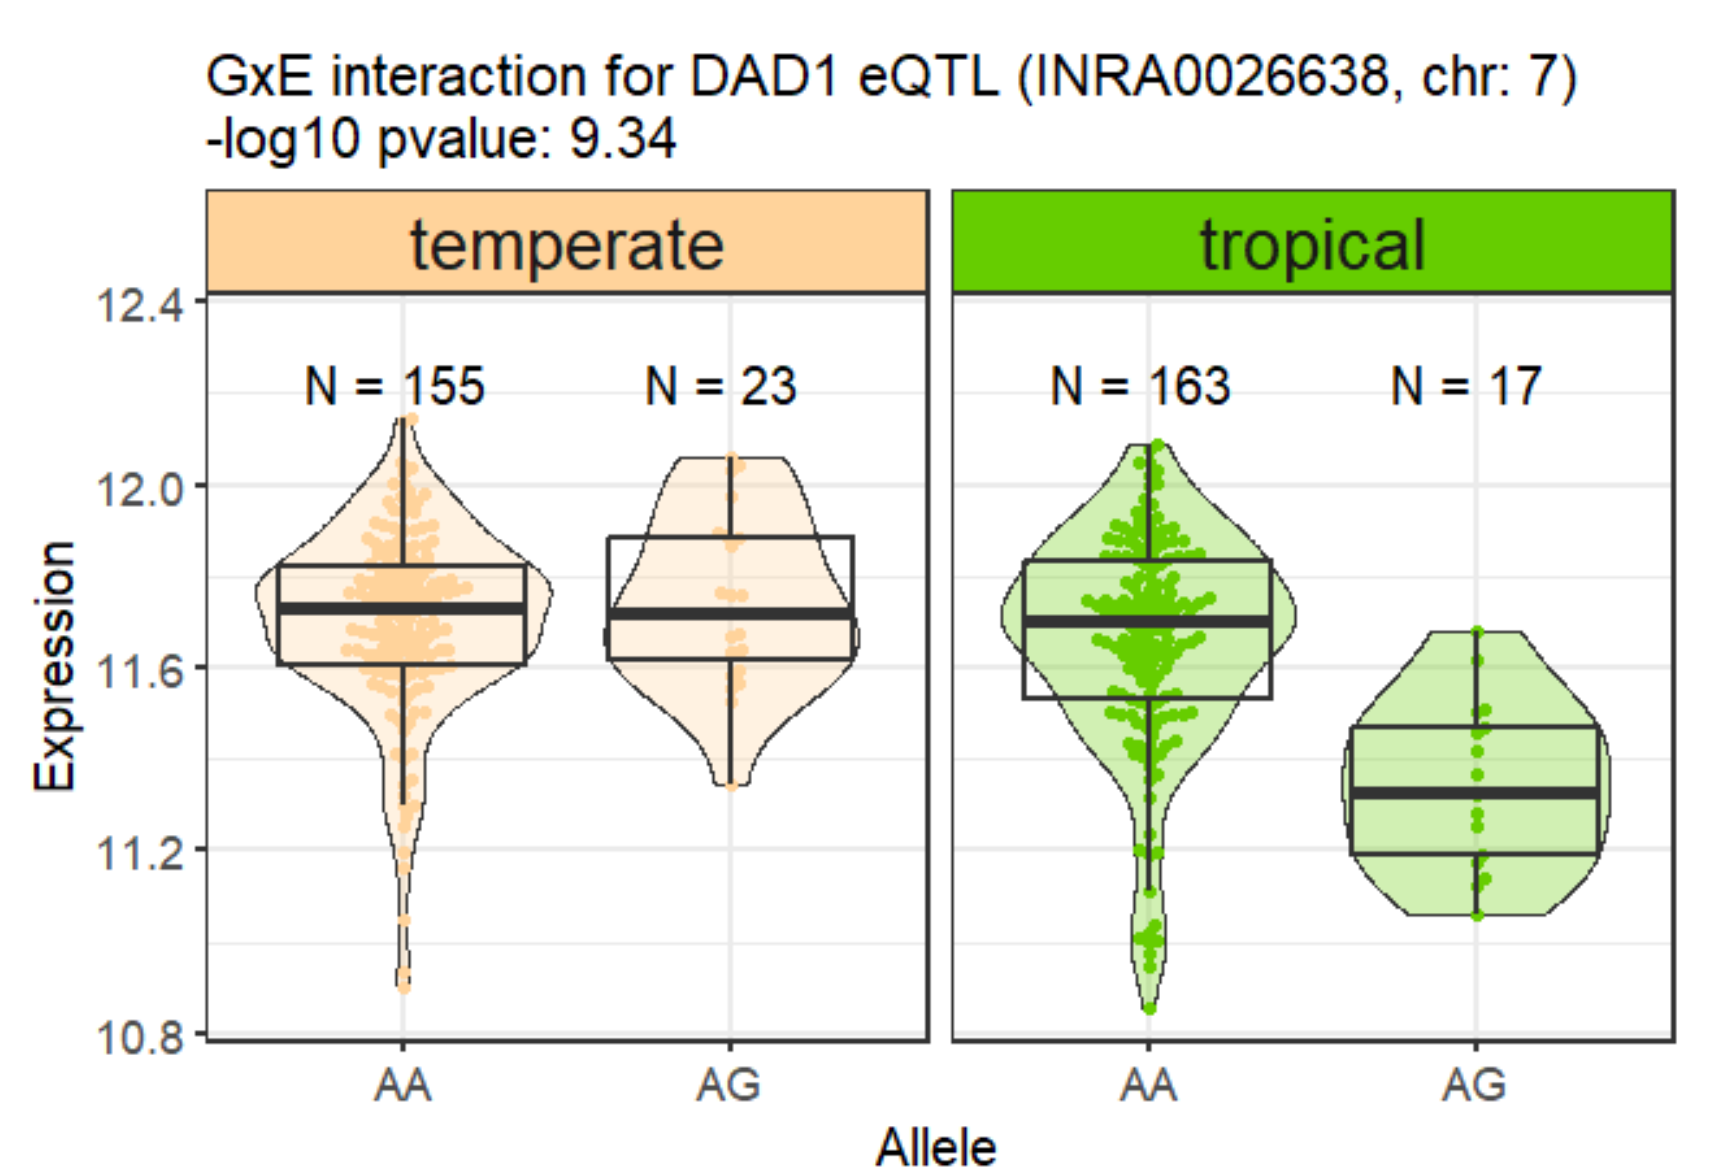 GxE interaction for DAD1 eQTL (INRA0026638, chr: 7)
-log10 pvalue: 9.34
temperate
tropical
12.4
12.0
11.6
11.2
10.8
Expression
N = 155
N = 23
N = 163
N = 17
AA
AG
AA
AG
Allele